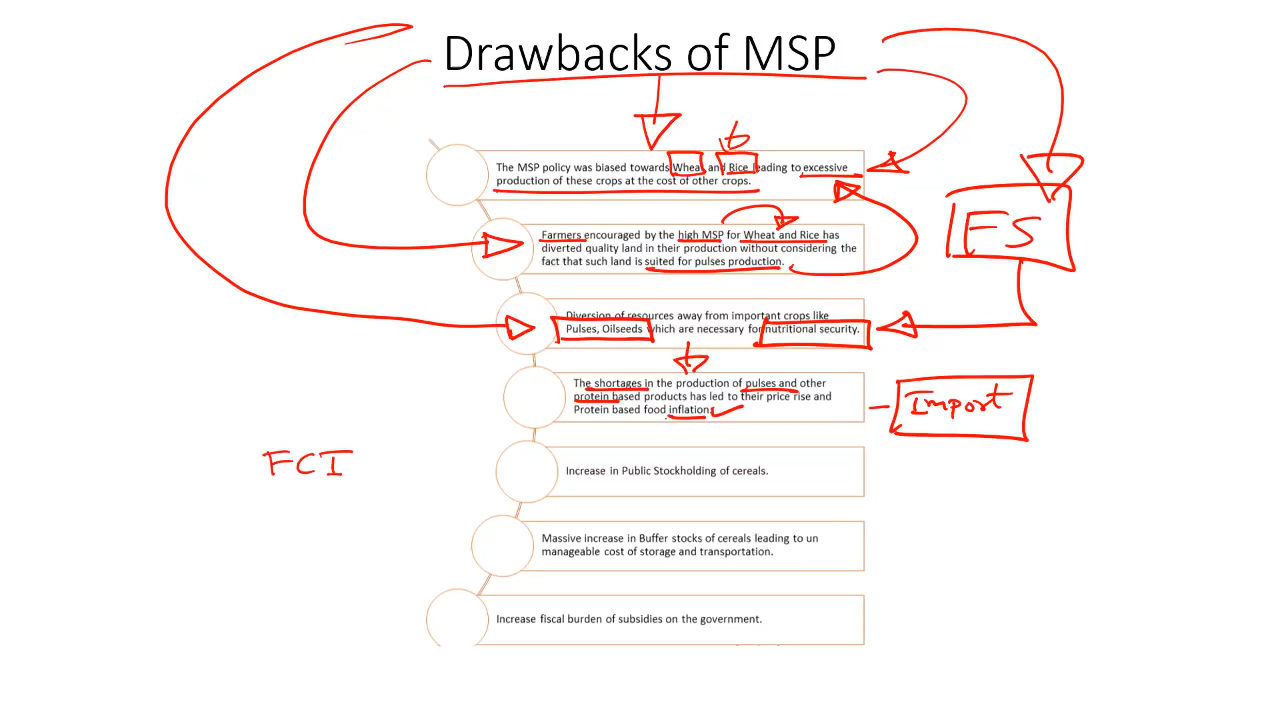 Drawbacks of MSP
The MSP policy was biased towards Wheat and Rice leading to excessive
production of these crops at the cost of other crops.
Farmers encouraged by the high MSP for Wheat and Rice has
diverted quality land in their production without considering the
fact that such land is suited for pulses production.
FS
Diversion of resources away from important crops like
Pulses, Oilseeds which are necessary for nutritional security.
The shortages in the production of pulses and other
protein based products has led to their price rise and
Protein based food inflation.
Import
FCI
Increase in Public Stockholding of cereals.
Massive increase in Buffer stocks of cereals leading to un
manageable cost of storage and transportation.
Increase fiscal burden of subsidies on the government.